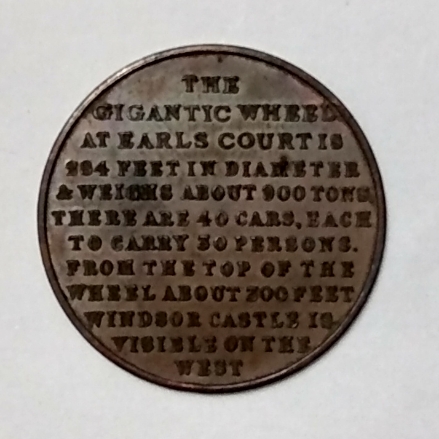 THE
GIGANTIC WHEEL
AT EARLS COURT IS
284 FEET IN DIAMETER
& WEIGHS ABOUT 900 TONS
THERE ARE 40 CARS, EACH
TO CARRY 30 PERSONS.
FROM THE TOP OF THE
WHEEL ABOUT 300 FEET
WINDSOR CASTLE IS
VISIBLE ON THE
WEST